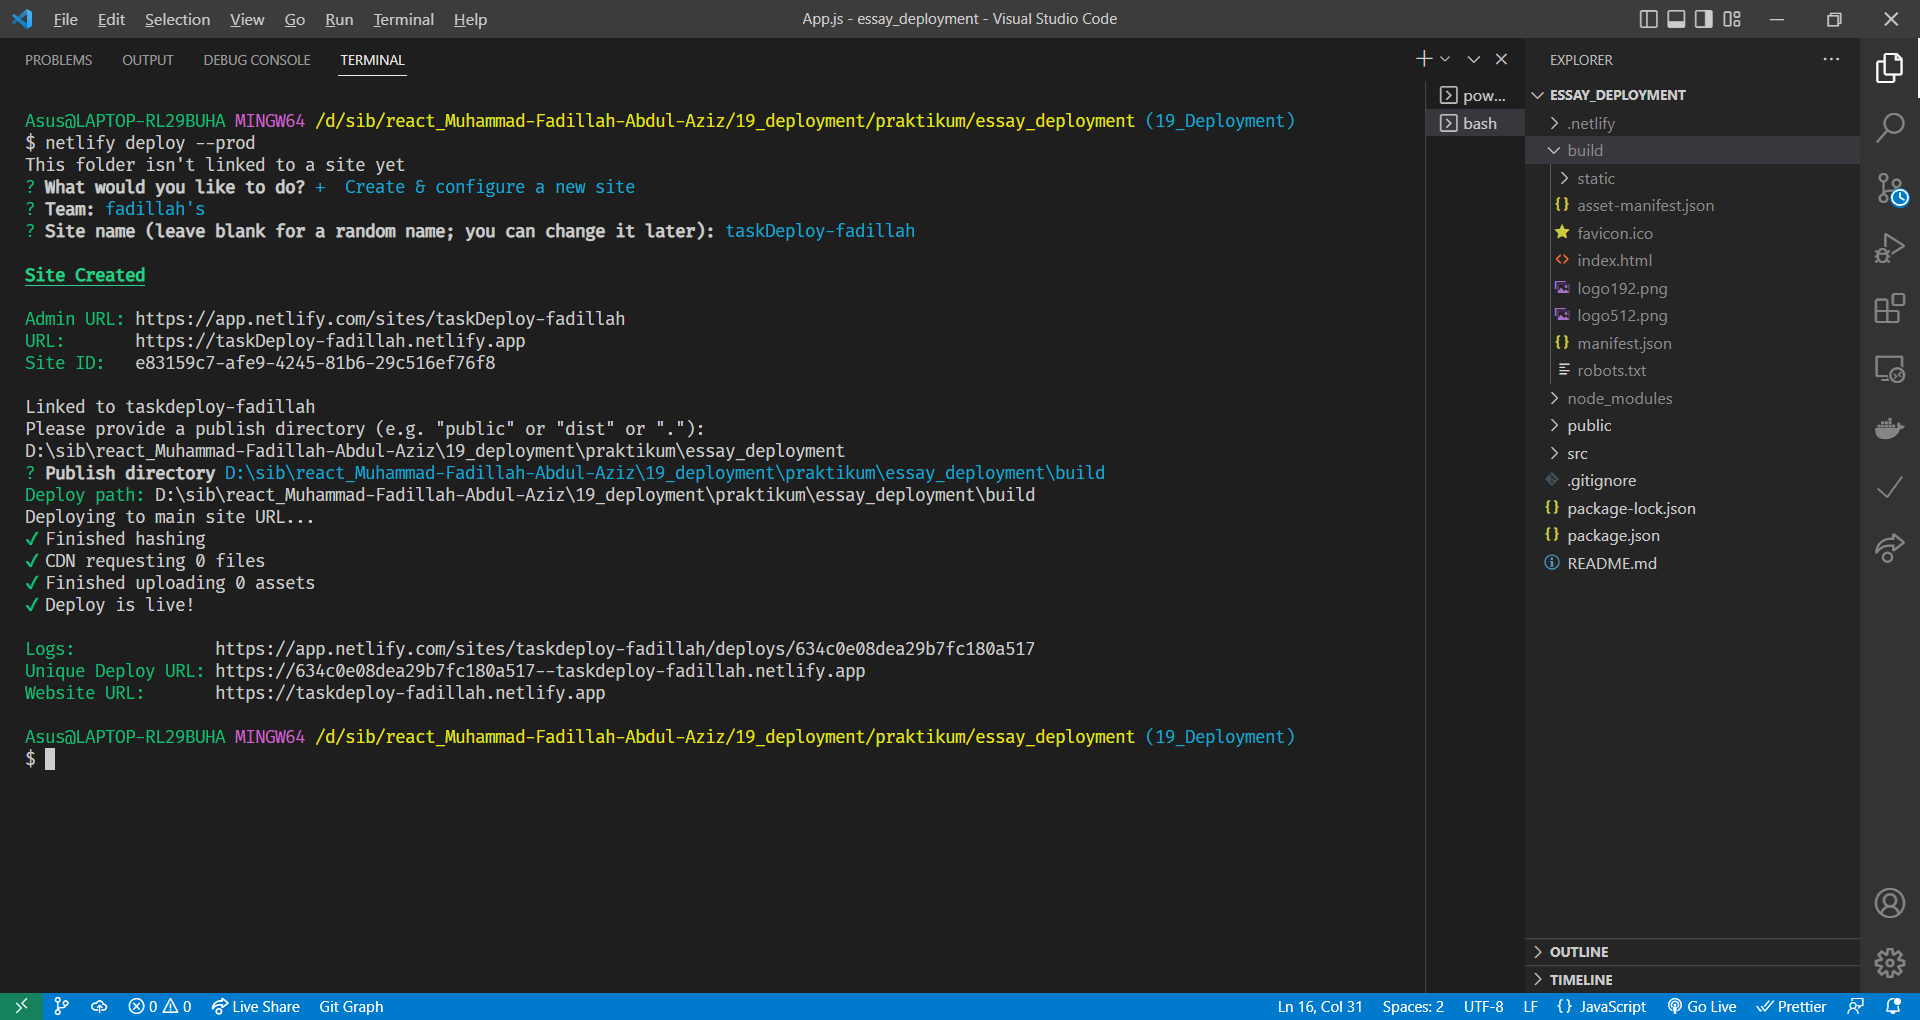 File Edit Selection View Go Run Terminal Help
App.js - essay_deployment - Visual Studio Code
PROBLEMS OUTPUT DEBUG CONSOLE TERMINAL
Asus@LAPTOP-RL29BUHA MINGW64 /d/sib/react_Muhammad-Fadillah-Abdul-Aziz/19_deployment/praktikum/essay_deployment (19_Deployment)
$ netlify deploy --prod
This folder isn't linked to a site yet
? What would you like to do? + Create & configure a new site
? Team: fadillah's
? Site name (leave blank for a random name; you can change it later): taskDeploy-fadillah
Site Created
Admin URL: https://app.netlify.com/sites/taskDeploy-fadillah
URL: https://taskDeploy-fadillah.netlify.app
Site ID: e83159c7-afe9-4245-81b6-29c516ef76f8
Linked to taskdeploy-fadillah
Please provide a publish directory (e.g. "public" or "dist" or "."):
D:\sib\react_Muhammad-Fadillah-Abdul-Aziz\19_deployment\praktikum\essay_deployment
? Publish directory D:\sib\react_Muhammad-Fadillah-Abdul-Aziz\19_deployment\praktikum\essay_deployment\build
Deploy path: D:\sib\react_Muhammad-Fadillah-Abdul-Aziz\19_deployment\praktikum\essay_deployment\build
Deploying to main site URL...
✔ Finished hashing
✔ CDN requesting 0 files
✔ Finished uploading 0 assets
✔ Deploy is live!
Logs: https://app.netlify.com/sites/taskdeploy-fadillah/deploys/634c0e08dea29b7fc180a517
Unique Deploy URL: https://634c0e08dea29b7fc180a517--taskdeploy-fadillah.netlify.app
Website URL: https://taskdeploy-fadillah.netlify.app
Asus@LAPTOP-RL29BUHA MINGW64 /d/sib/react_Muhammad-Fadillah-Abdul-Aziz/19_deployment/praktikum/essay_deployment (19_Deployment)
$
pow...
bash
EXPLORER
ESSAY_DEPLOYMENT
.netlify
build
static
asset-manifest.json
favicon.ico
index.html
logo192.png
logo512.png
manifest.json
robots.txt
node_modules
public
src
.gitignore
package-lock.json
package.json
README.md
OUTLINE
TIMELINE
0 0 Live Share Git Graph
Ln 16, Col 31 Spaces: 2 UTF-8 LF {} JavaScript Go Live Prettier